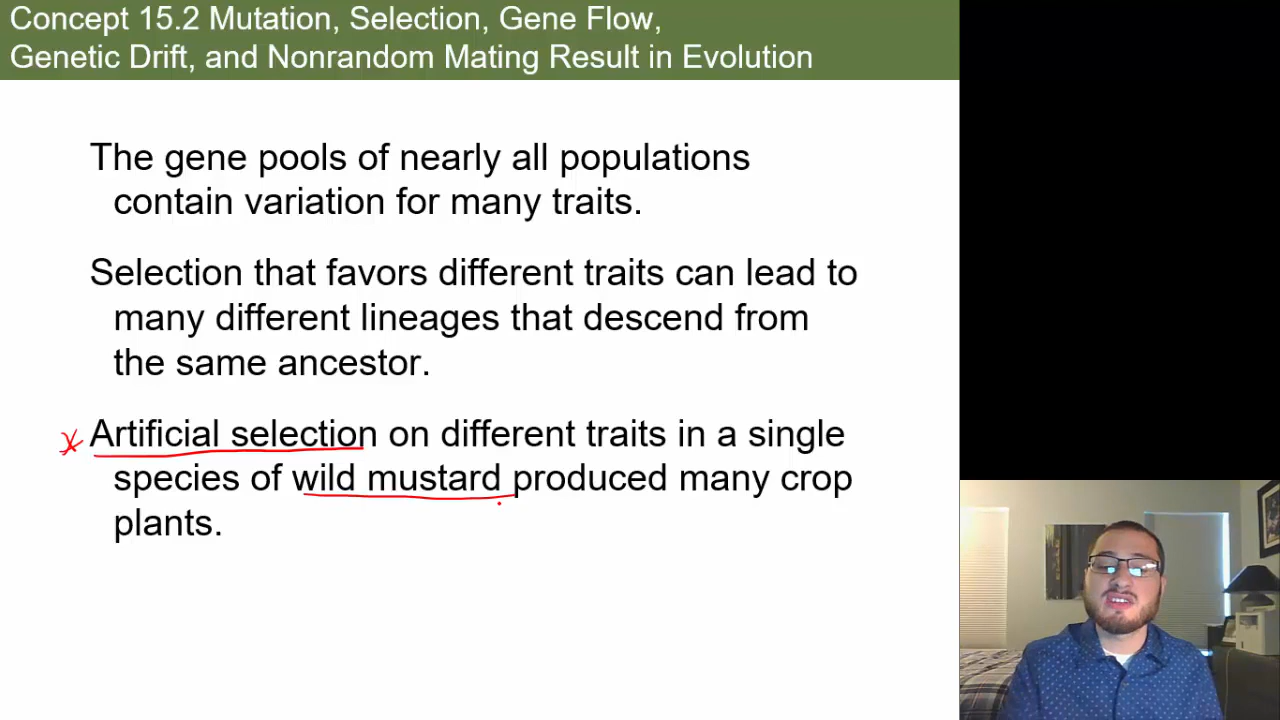 Concept 15.2 Mutation, Selection, Gene Flow,
Genetic Drift, and Nonrandom Mating Result in Evolution
The gene pools of nearly all populations
contain variation for many traits.
Selection that favors different traits can lead to
many different lineages that descend from
the same ancestor.
Artificial selection on different traits in a single
species of wild mustard produced many crop
plants.